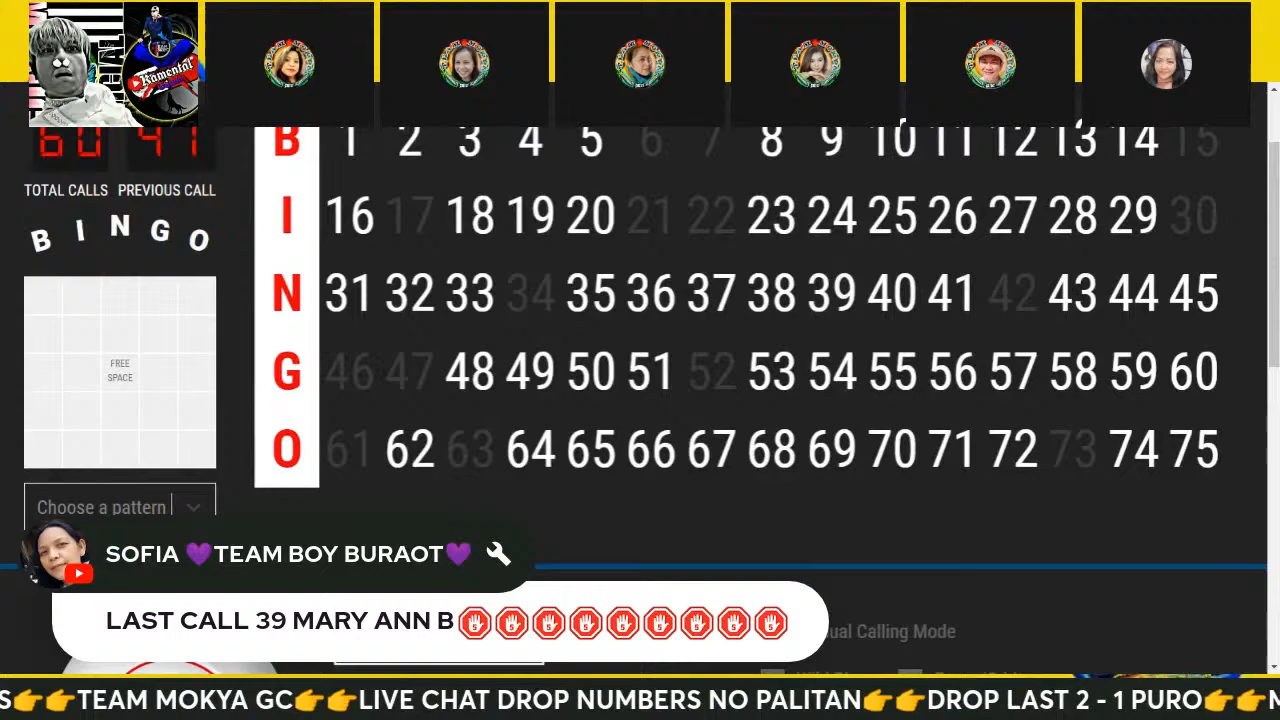 Kamental
60 41
TOTAL CALLS PREVIOUS CALL
BINGO
B 1 2 3 4 5 6 7 8 9 10 11 12 13 14 15
I 16 17 18 19 20 21 22 23 24 25 26 27 28 29 30
N 31 32 33 34 35 36 37 38 39 40 41 42 43 44 45
G 46 47 48 49 50 51 52 53 54 55 56 57 58 59 60
O 61 62 63 64 65 66 67 68 69 70 71 72 73 74 75
FREE
SPACE
Choose a pattern
SOFIA 💜TEAM BOY BURAOT💜
LAST CALL 39 MARY ANN B
ual Calling Mode
S👉👉TEAM MOKYA GC👉👉LIVE CHAT DROP NUMBERS NO PALITAN👉👉DROP LAST 2 - 1 PURO👉👉